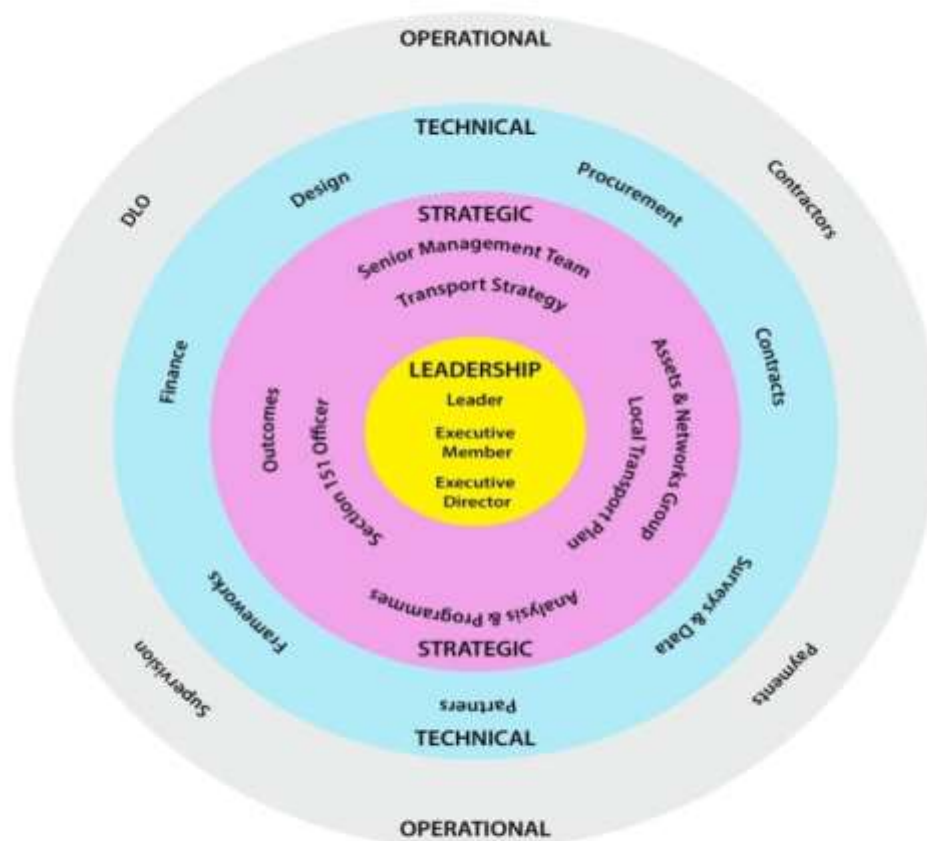 OPERATIONAL
TECHNICAL
Design
Procurement
DLO
Contractors
STRATEGIC
Senior Management Team
Transport Strategy
Finance
Contracts
LEADERSHIP
Leader
Executive
Member
Executive
Director
Outcomes
Section 151 Officer
Assets & Networks Group
Local Transport Plan
Analysis & Programmes
STRATEGIC
Frameworks
Surveys & Data
Supervision
Payments
Partners
TECHNICAL
OPERATIONAL